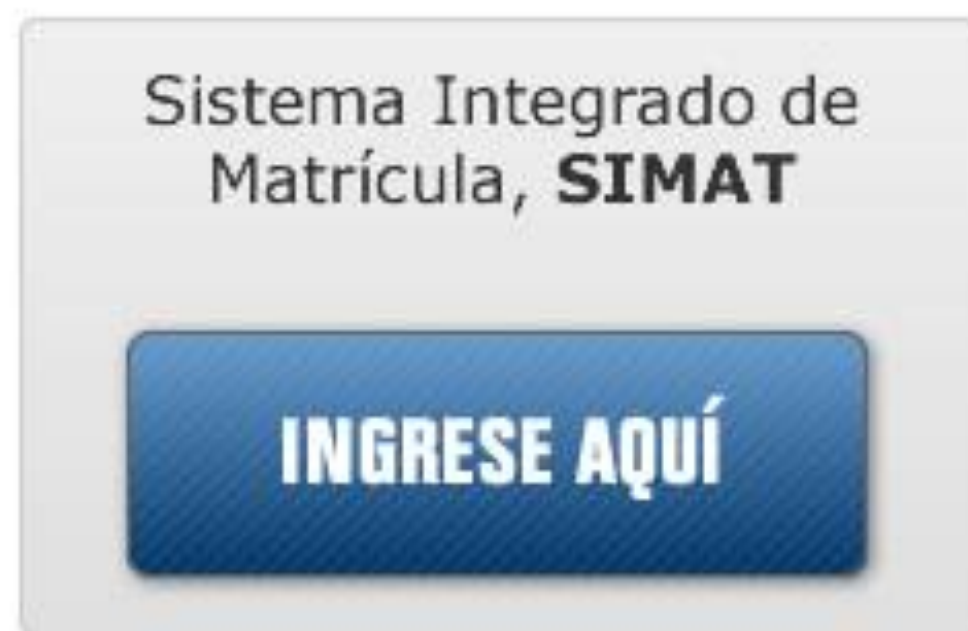 Sistema Integrado de
Matrícula, SIMAT
INGRESE AQUÍ